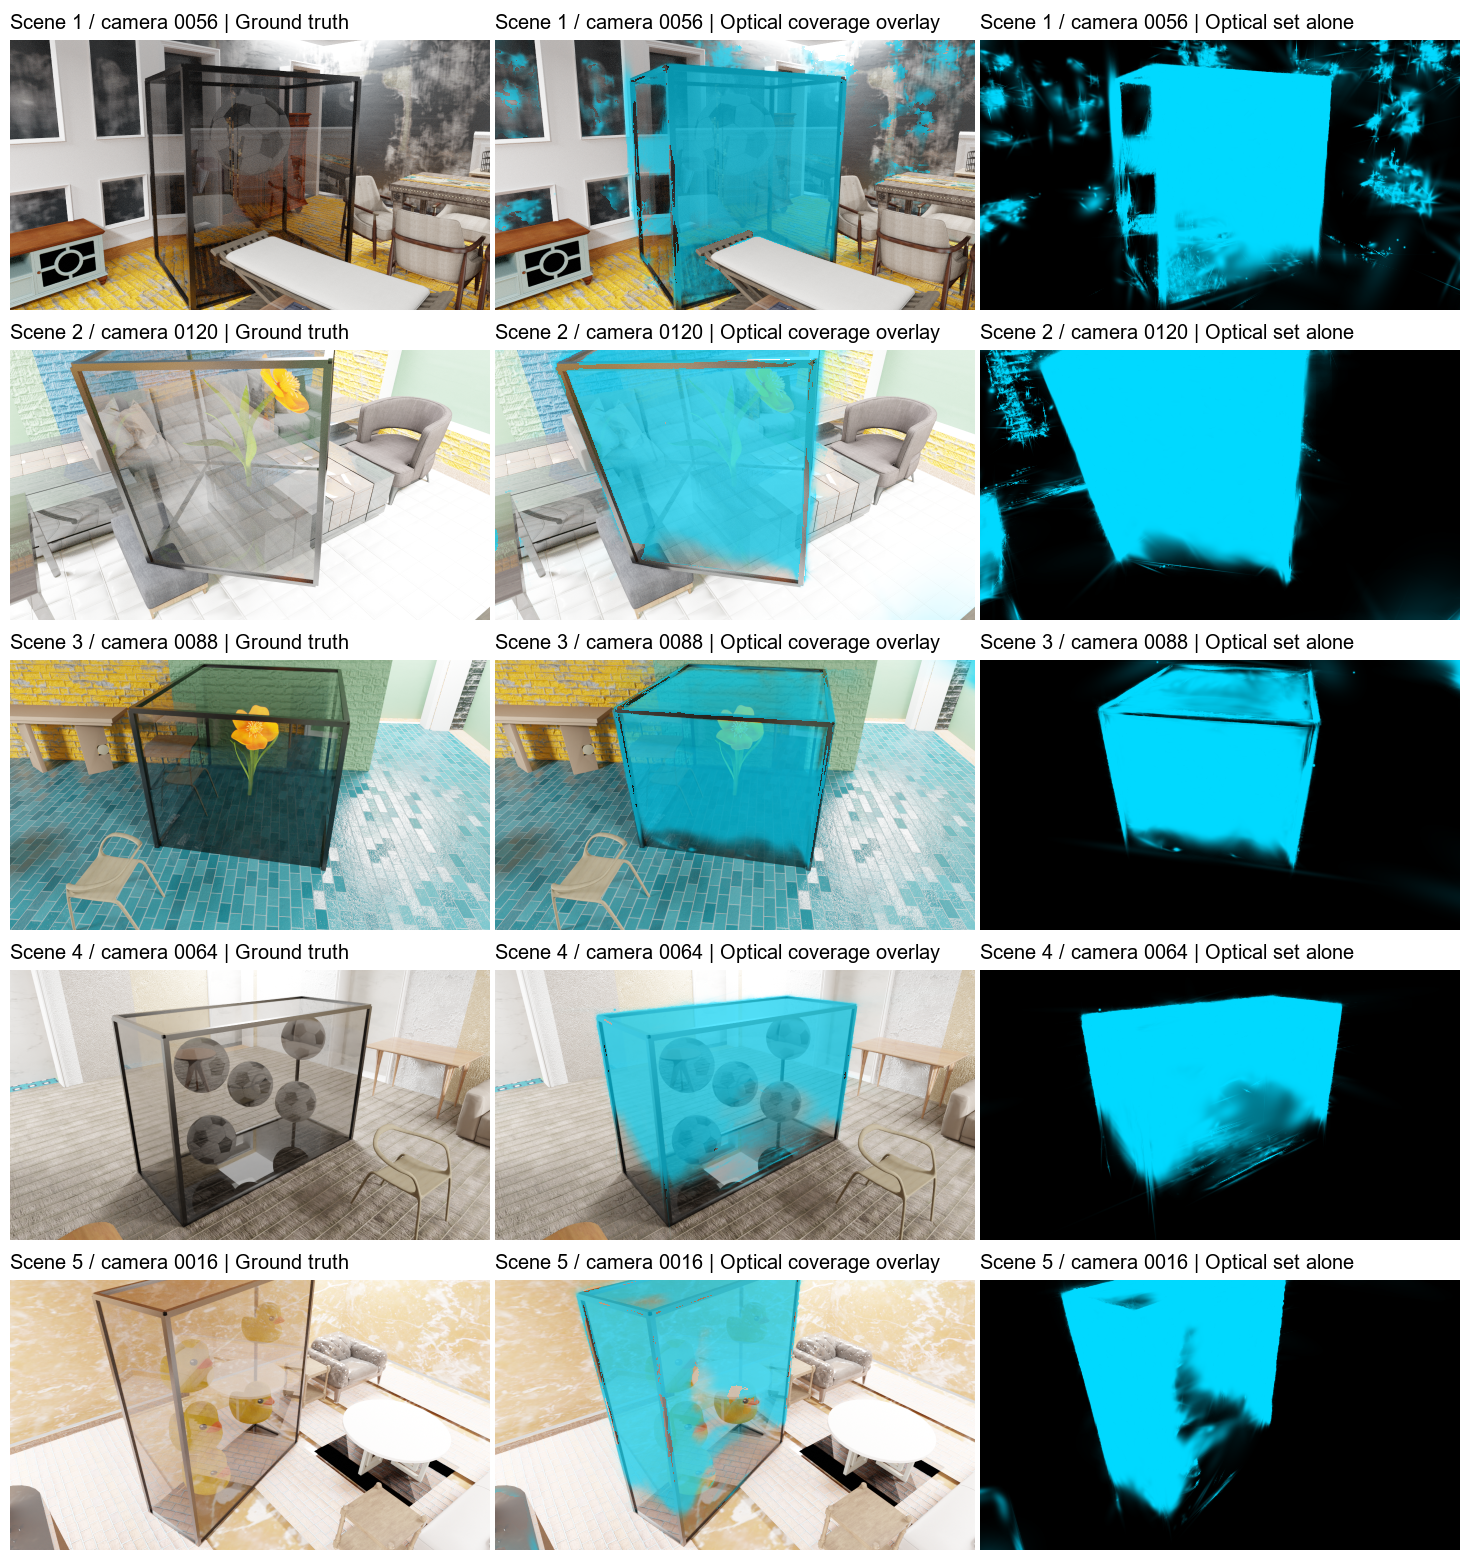 Scene 1 / camera 0056 | Ground truth
Scene 1 / camera 0056 | Optical coverage overlay
Scene 1 / camera 0056 | Optical set alone
Scene 2 / camera 0120 | Ground truth
Scene 2 / camera 0120 | Optical coverage overlay
Scene 2 / camera 0120 | Optical set alone
Scene 3 / camera 0088 | Ground truth
Scene 3 / camera 0088 | Optical coverage overlay
Scene 3 / camera 0088 | Optical set alone
Scene 4 / camera 0064 | Ground truth
Scene 4 / camera 0064 | Optical coverage overlay
Scene 4 / camera 0064 | Optical set alone
Scene 5 / camera 0016 | Ground truth
Scene 5 / camera 0016 | Optical coverage overlay
Scene 5 / camera 0016 | Optical set alone